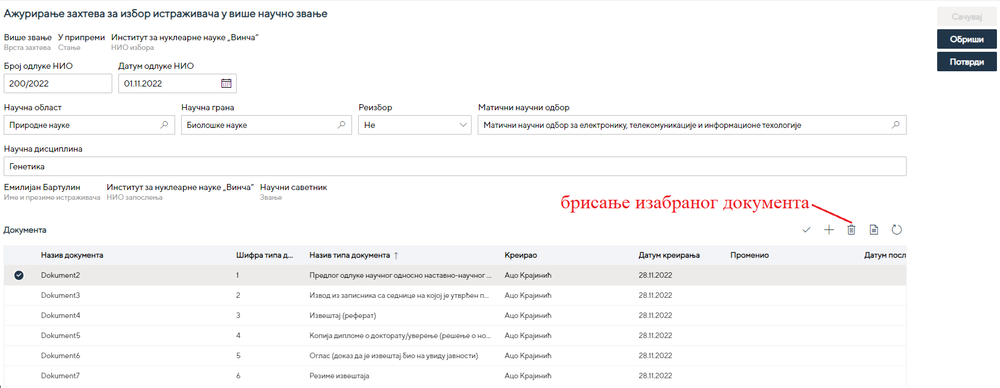 Ажурирање захтева за избор истраживача у више научно звање
Сачувај
Обриши
Потврди
Више звање У припреми Институт за нуклеарне науке „Винча“
Врста захтева Стање НИО избора
Број одлуке НИО Датум одлуке НИО
200/2022 01.11.2022
Научна област Научна грана Реизбор Матични научни одбор
Природне науке Биолошке науке Не Матични научни одбор за електронику, телекомуникације и информационе техологије
Научна дисциплина
Генетика
Емилијан Бартулин Институт за нуклеарне науке „Винча“ Научни саветник
Име и презиме истраживача НИО запослења Звање
брисање изабраног документа
Документа
Назив документа Шифра типа д... Назив типа документа ↑ Креирао Датум креирања Променио Датум посл
Dokument2 1 Предлог одлуке научног односно наставно-научног ... Ацо Крајинић 28.11.2022
Dokument3 2 Извод из записника са седнице на којој је утврђен п... Ацо Крајинић 28.11.2022
Dokument4 3 Извештај (реферат) Ацо Крајинић 28.11.2022
Dokument5 4 Копија дипломе о докторату/уверење (решење о но... Ацо Крајинић 28.11.2022
Dokument6 5 Оглас (доказ да је извештај био на увиду јавности) Ацо Крајинић 28.11.2022
Dokument7 6 Резиме извештаја Ацо Крајинић 28.11.2022